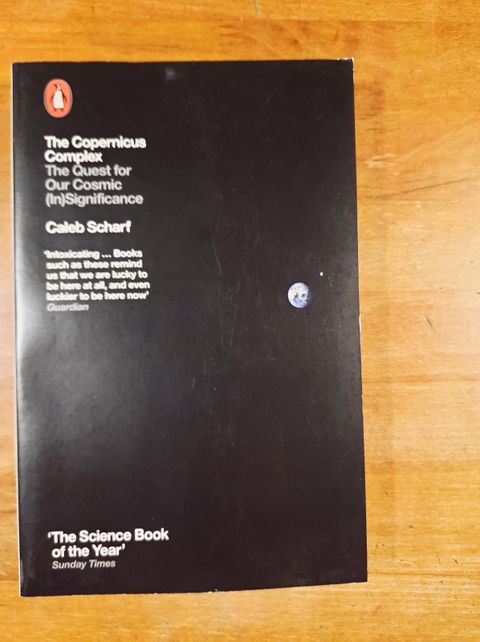 The Copernicus
Complex
The Quest for
Our Cosmic
(In)Significance
Caleb Scharf
‘Intoxicating ... Books
such as these remind
us that we are lucky to
be here at all, and even
luckier to be here now’
Guardian
‘The Science Book
of the Year’
Sunday Times